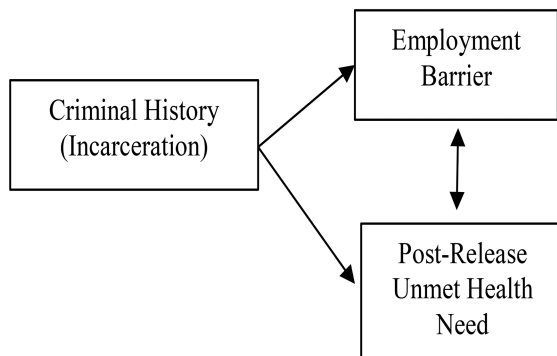 Employment
Barrier
Criminal History
(Incarceration)
Post-Release
Unmet Health
Need